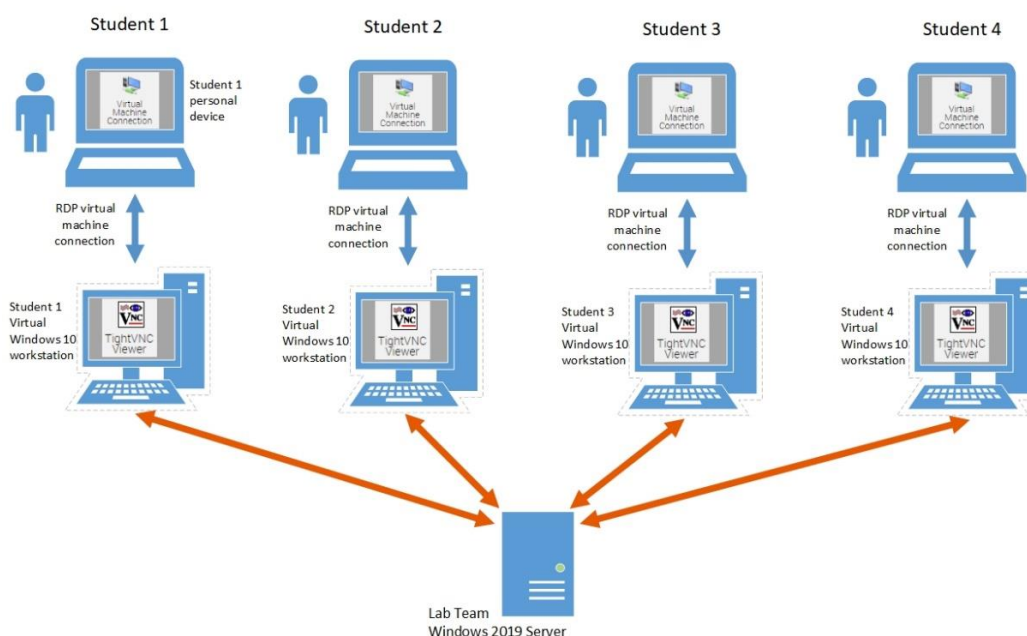 Student 1
Student 2
Student 3
Student 4
Virtual
Machine
Connection
Student 1
personal
device
Virtual
Machine
Connection
Virtual
Machine
Connection
Virtual
Machine
Connection
RDP virtual
machine
connection
RDP virtual
machine
connection
RDP virtual
machine
connection
RDP virtual
machine
connection
Student 1
Virtual
Windows 10
workstation
VNC
TightVNC
Viewer
Student 2
Virtual
Windows 10
workstation
VNC
TightVNC
Viewer
Student 3
Virtual
Windows 10
workstation
VNC
TightVNC
Viewer
Student 4
Virtual
Windows 10
workstation
VNC
TightVNC
Viewer
Lab Team
Windows 2019 Server